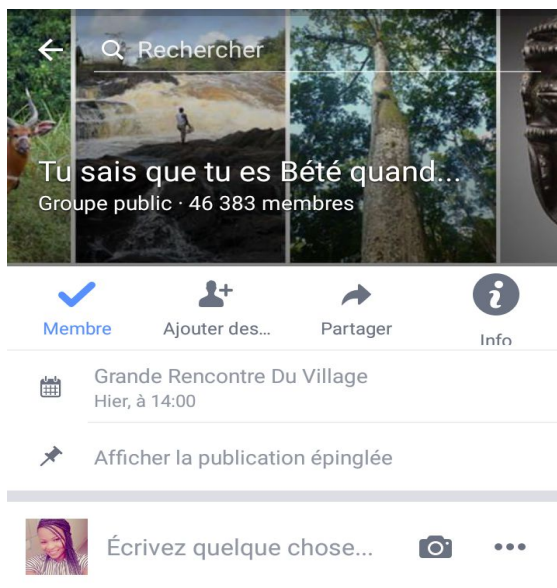 Rechercher
Tu sais que tu es Bété quand...
Groupe public · 46 383 membres
Membre
Ajouter des...
Partager
Info
Grande Rencontre Du Village
Hier, à 14:00
Afficher la publication épinglée
Écrivez quelque chose...